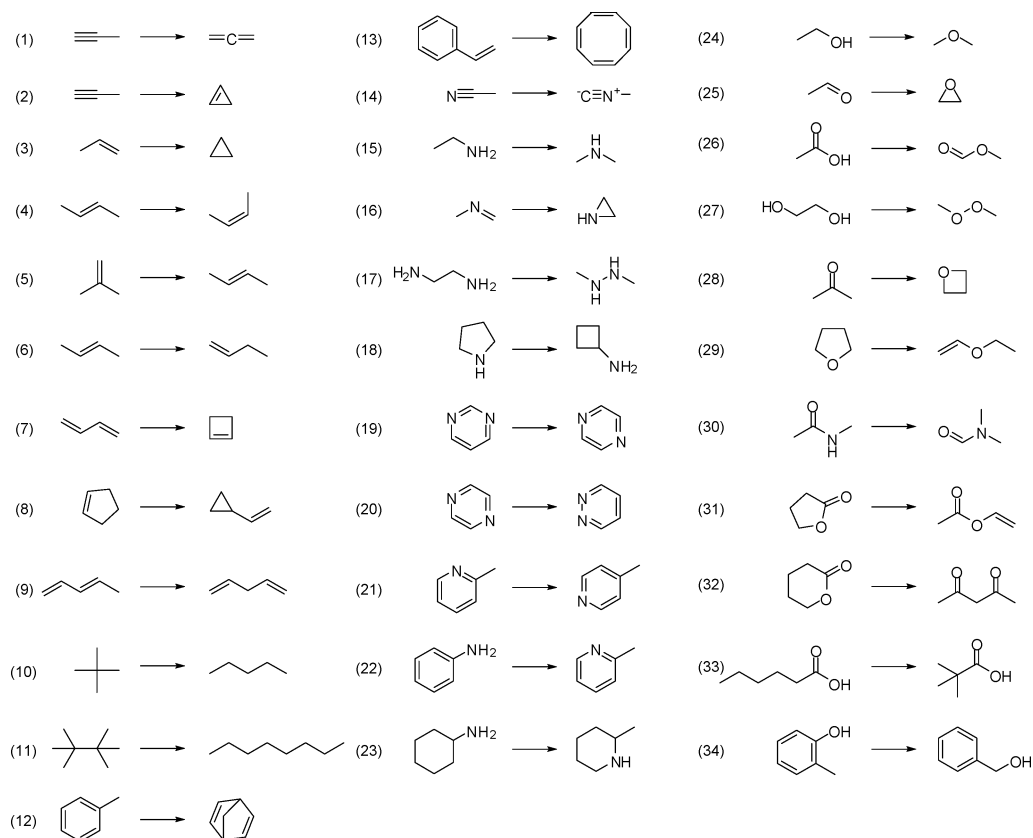 (1) C
(2)
(3)
(4)
(5)
(6)
(7)
(8)
(9)
(10)
(11)
(12)
(13)
(14) N -C N+
(15) NH2 H N
(16) N HN
(17) H2N NH2 N H H N
(18) N H NH2
(19) N N N N
(20) N N N N
(21) N N
(22) NH2 N
(23) NH2 NH
(24) OH O
(25) O O
(26) O OH O O
(27) HO OH O O
(28) O O
(29) O O
(30) O N H O N
(31) O O O O
(32) O O O O
(33) O OH O OH
(34) OH OH